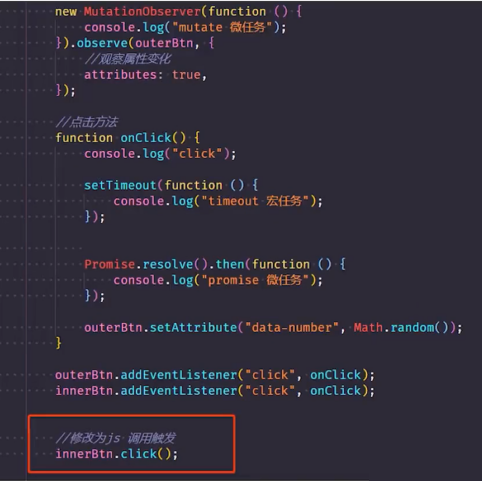 new MutationObserver(function () {
console.log("mutate 微任务");
}).observe(outerBtn, {
//观察属性变化
attributes: true,
});
//点击方法
function onClick() {
console.log("click");
setTimeout(function () {
console.log("timeout 宏任务");
});
Promise.resolve().then(function () {
console.log("promise 微任务");
});
outerBtn.setAttribute("data-number", Math.random());
}
outerBtn.addEventListener("click", onClick);
innerBtn.addEventListener("click", onClick);
//修改为js 调用触发
innerBtn.click();